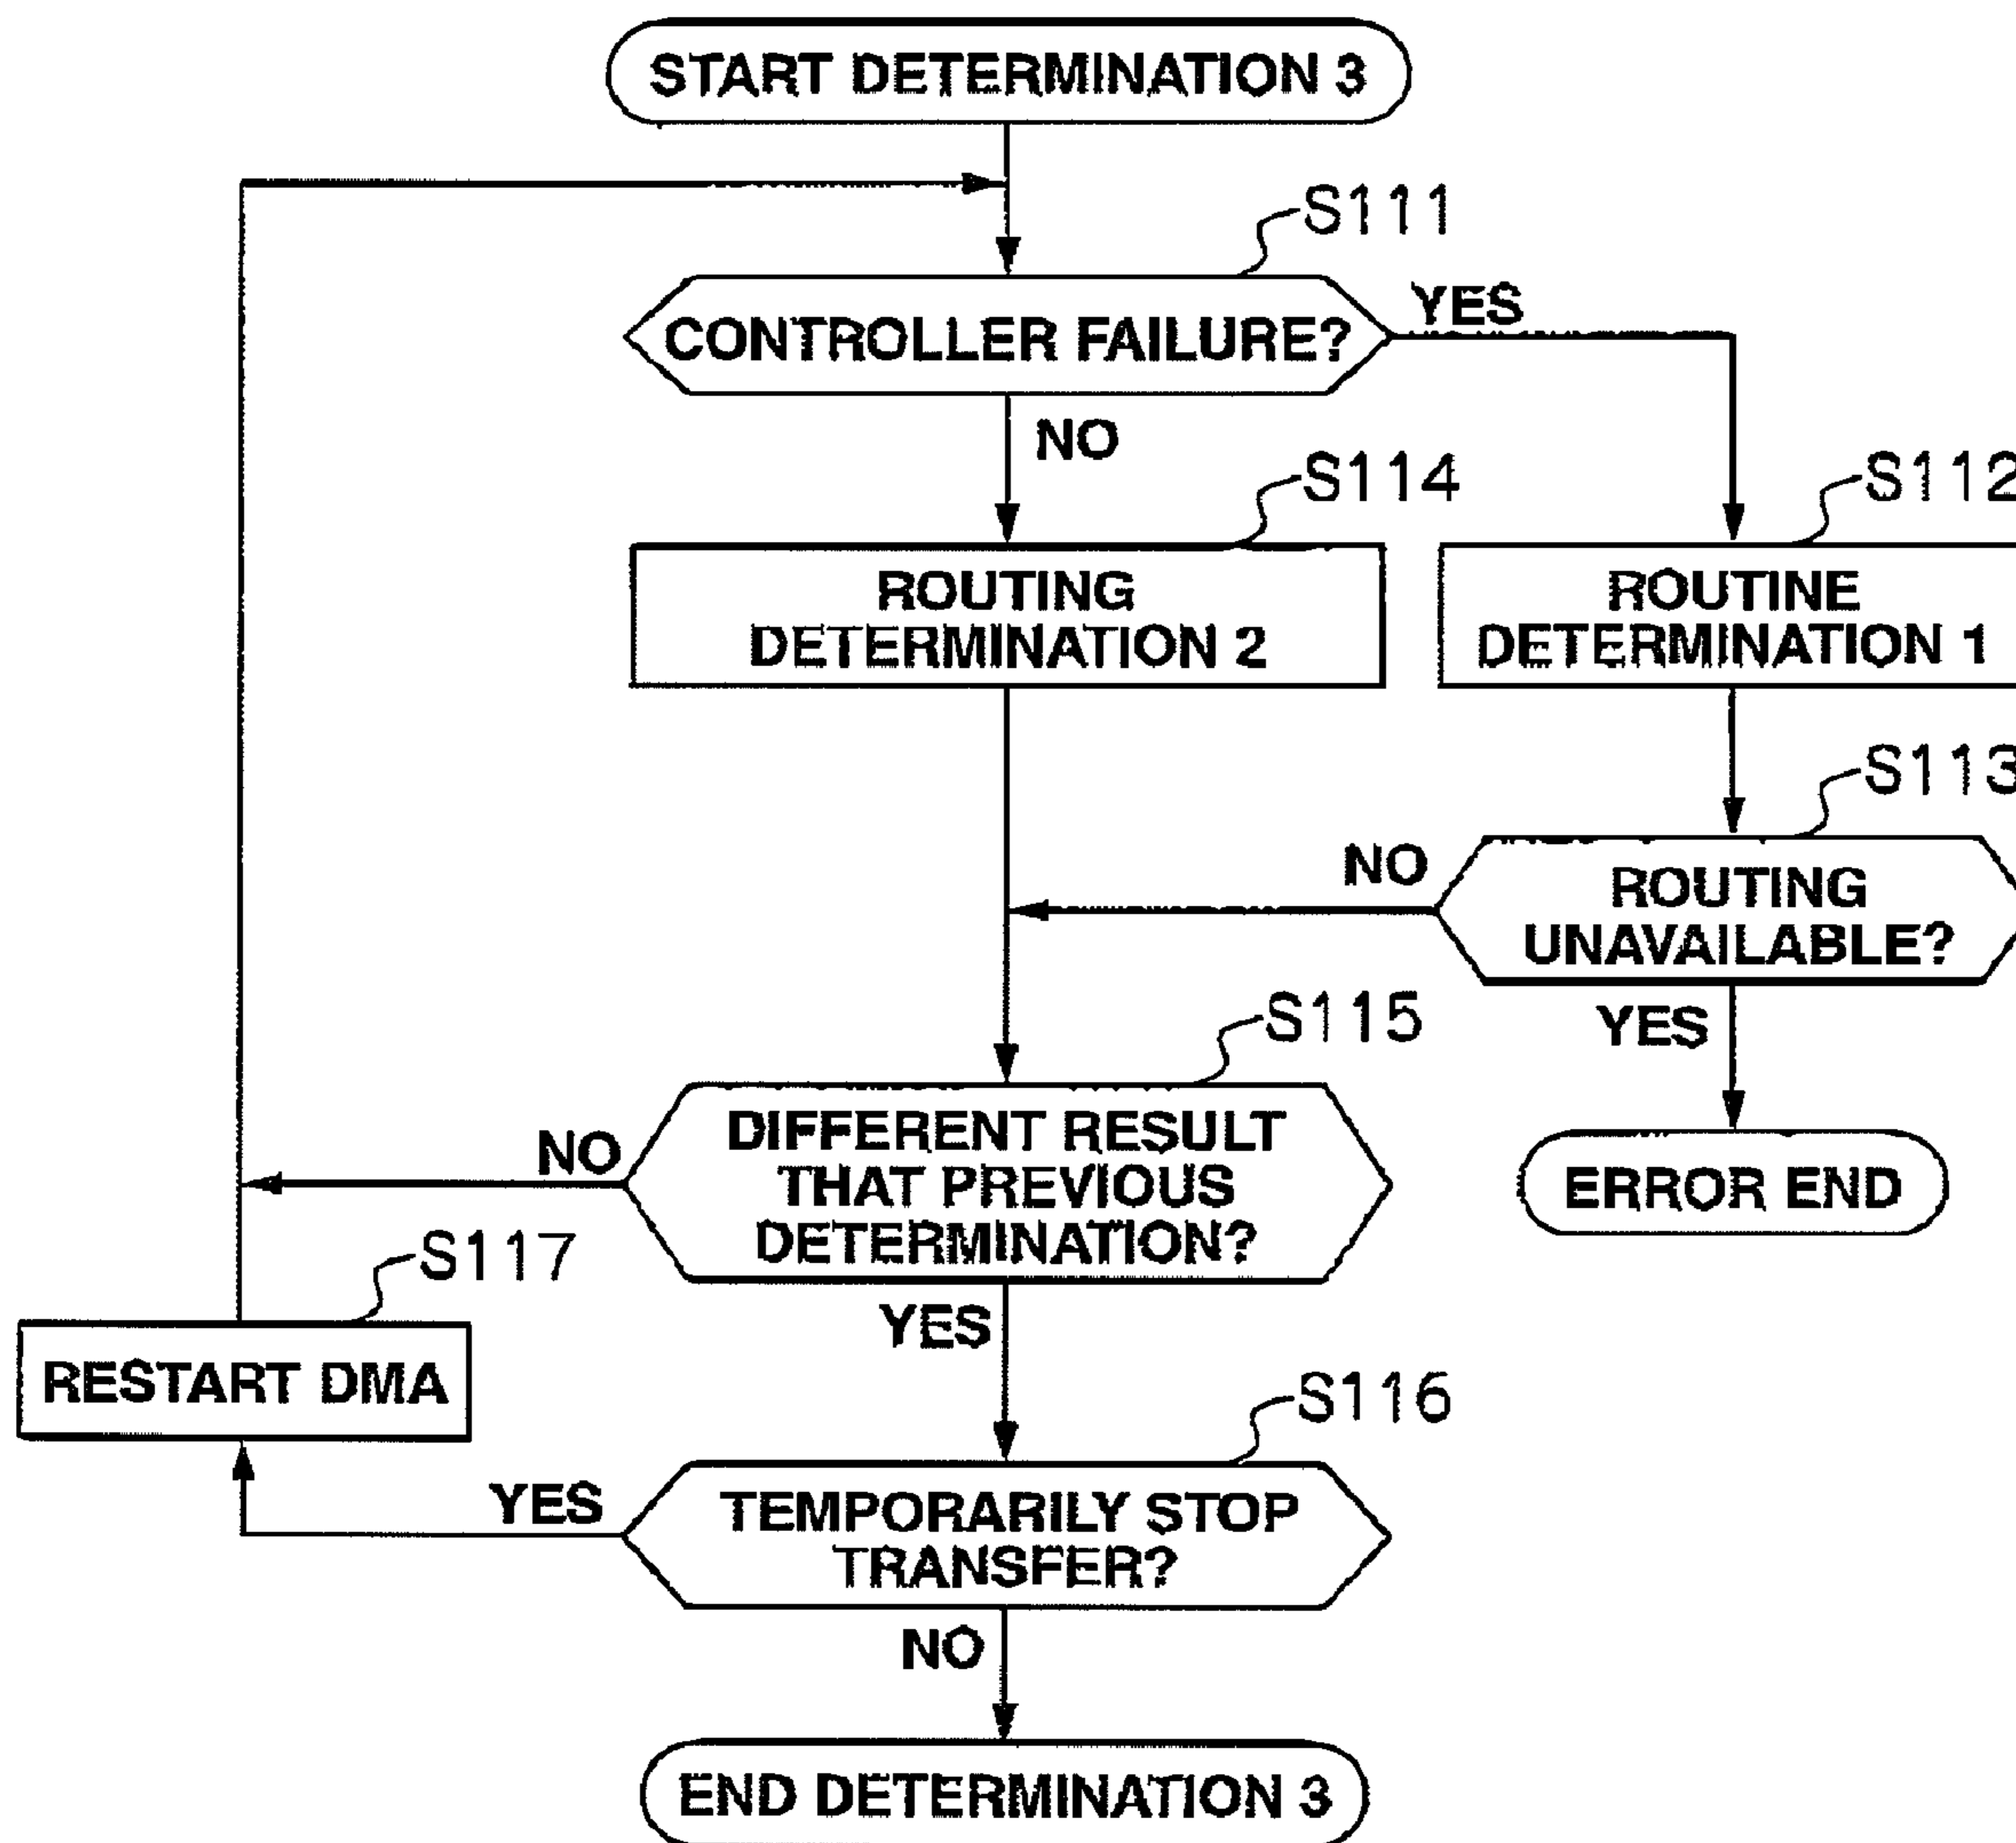 START DETERMINATION 3
S111
CONTROLLER FAILURE?
YES
NO
S114
S112
ROUTING
DETERMINATION 2
ROUTINE
DETERMINATION 1
S113
NO
ROUTING
UNAVAILABLE?
YES
S115
DIFFERENT RESULT
THAT PREVIOUS
DETERMINATION?
NO
ERROR END
S117
YES
RESTART DMA
S116
YES
TEMPORARILY STOP
TRANSFER?
NO
END DETERMINATION 3